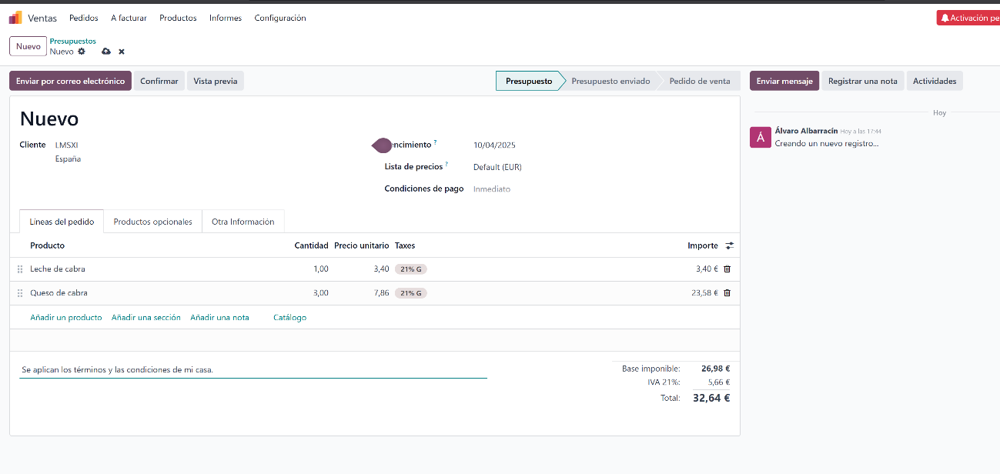 Ventas Pedidos A facturar Productos Informes Configuración
Activación pe
Nuevo
Presupuestos
Nuevo
Enviar por correo electrónico Confirmar Vista previa
Presupuesto Presupuesto enviado Pedido de venta
Enviar mensaje Registrar una nota Actividades
Nuevo
Cliente LMSXI
España
encimiento ? 10/04/2025
Lista de precios ? Default (EUR)
Condiciones de pago Inmediato
Líneas del pedido Productos opcionales Otra Información
Producto Cantidad Precio unitario Taxes Importe
Leche de cabra 1,00 3,40 21% G 3,40 €
Queso de cabra 3,00 7,86 21% G 23,58 €
Añadir un producto Añadir una sección Añadir una nota Catálogo
Se aplican los términos y las condiciones de mi casa.
Base imponible: 26,98 €
IVA 21%: 5,66 €
Total: 32,64 €
Hoy
Á
Álvaro Albarracín Hoy a las 17:44
Creando un nuevo registro...